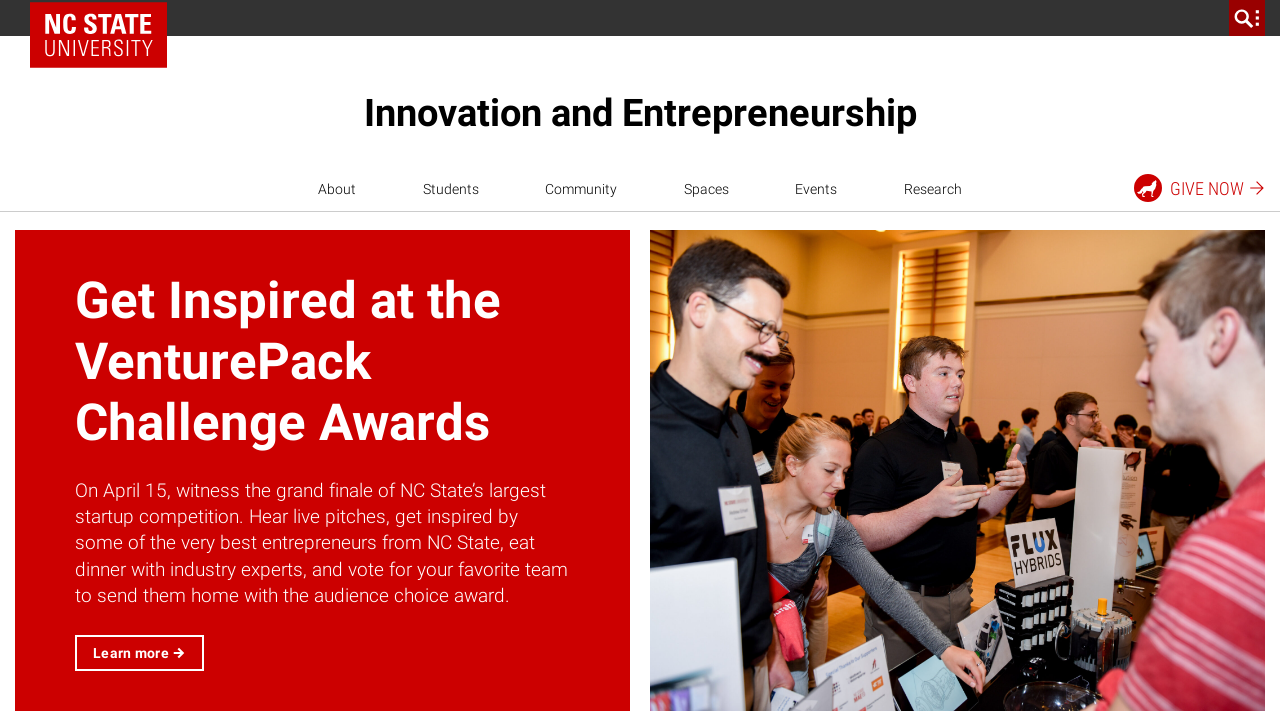 NC STATE
UNIVERSITY
Innovation and Entrepreneurship
About
Students
Community
Spaces
Events
Research
GIVE NOW →
Get Inspired at the
VenturePack
Challenge Awards
On April 15, witness the grand finale of NC State’s largest
startup competition. Hear live pitches, get inspired by
some of the very best entrepreneurs from NC State, eat
dinner with industry experts, and vote for your favorite team
to send them home with the audience choice award.
Learn more →
FLUX
HYBRIDS